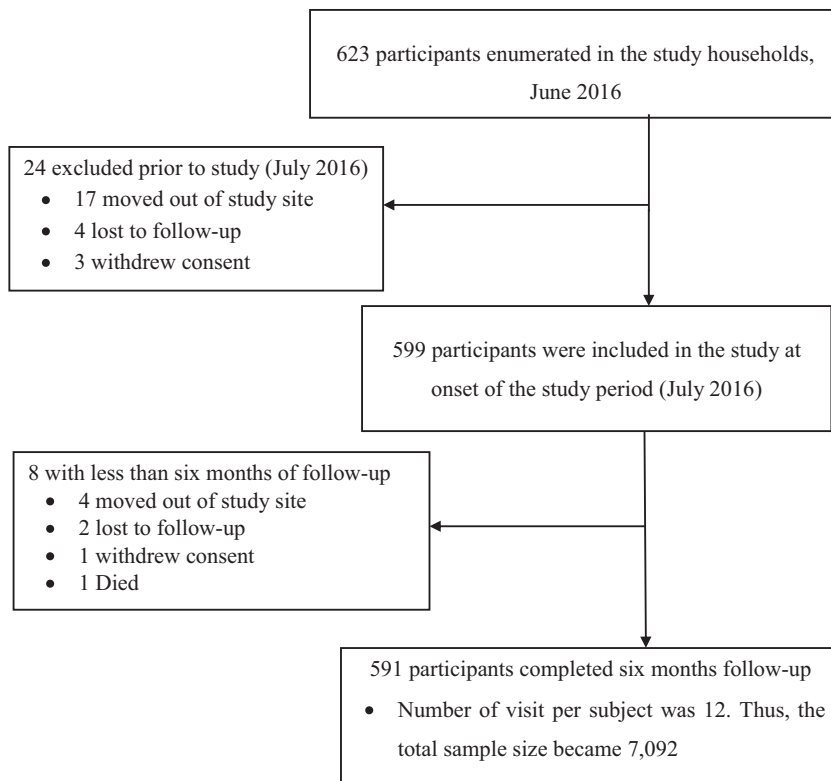 623 participants enumerated in the study households,
June 2016
24 excluded prior to study (July 2016)
• 17 moved out of study site
• 4 lost to follow-up
• 3 withdrew consent
599 participants were included in the study at
onset of the study period (July 2016)
8 with less than six months of follow-up
• 4 moved out of study site
• 2 lost to follow-up
• 1 withdrew consent
• 1 Died
591 participants completed six months follow-up
• Number of visit per subject was 12. Thus, the
total sample size became 7,092